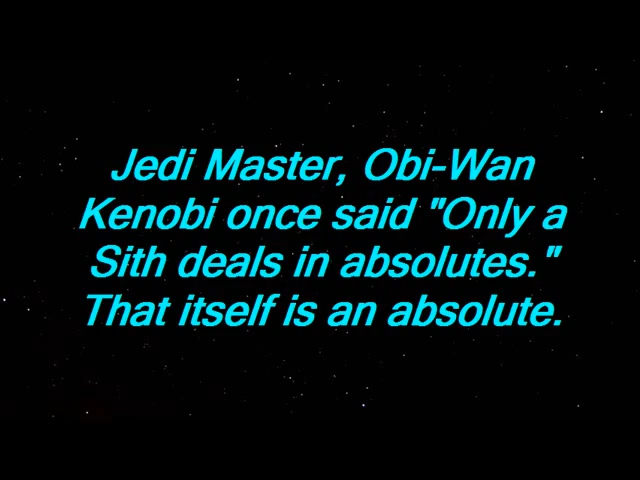 Jedi Master, Obi-Wan
Kenobi once said "Only a
Sith deals in absolutes."
That itself is an absolute.